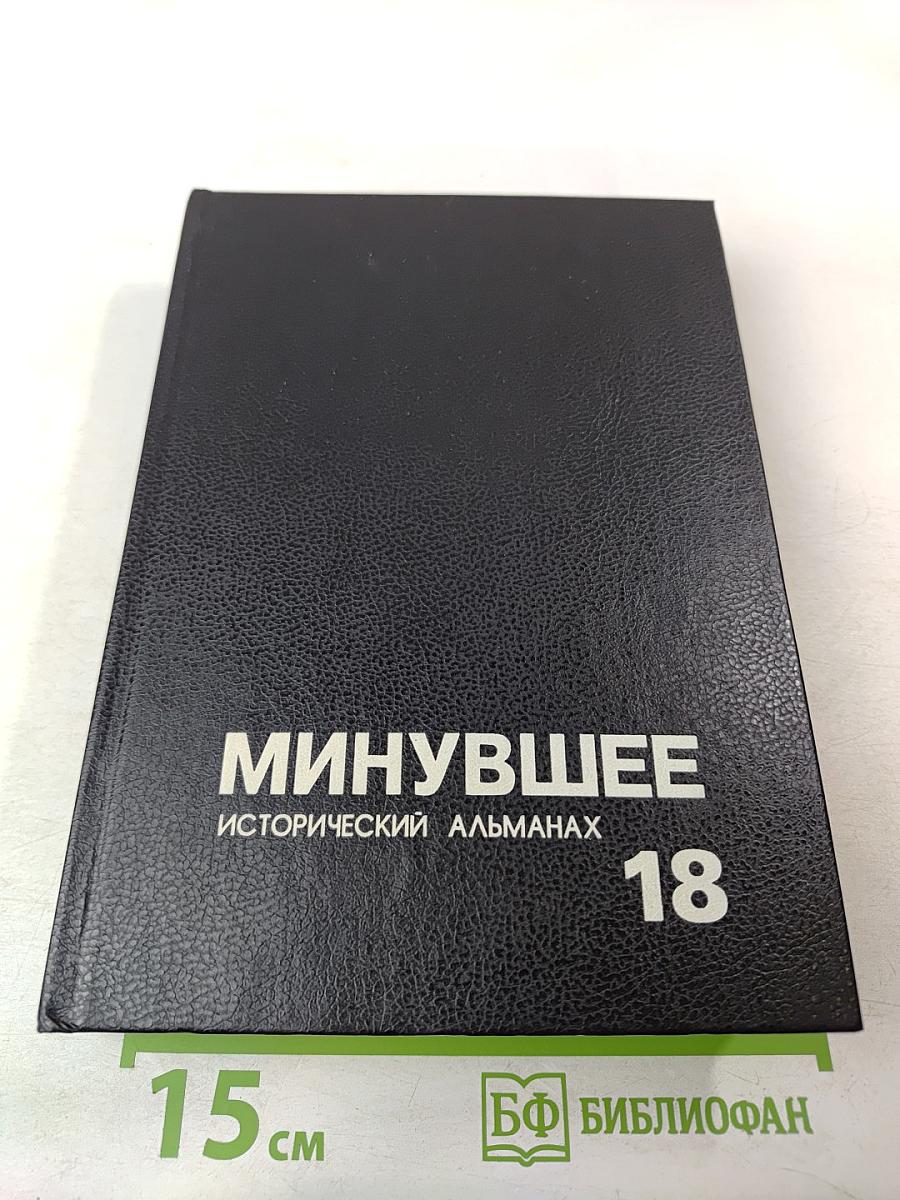 МИНУВШЕЕ
ИСТОРИЧЕСКИЙ АЛЬМАНАХ
18
15 СМ
БФ БИБЛИОФАН